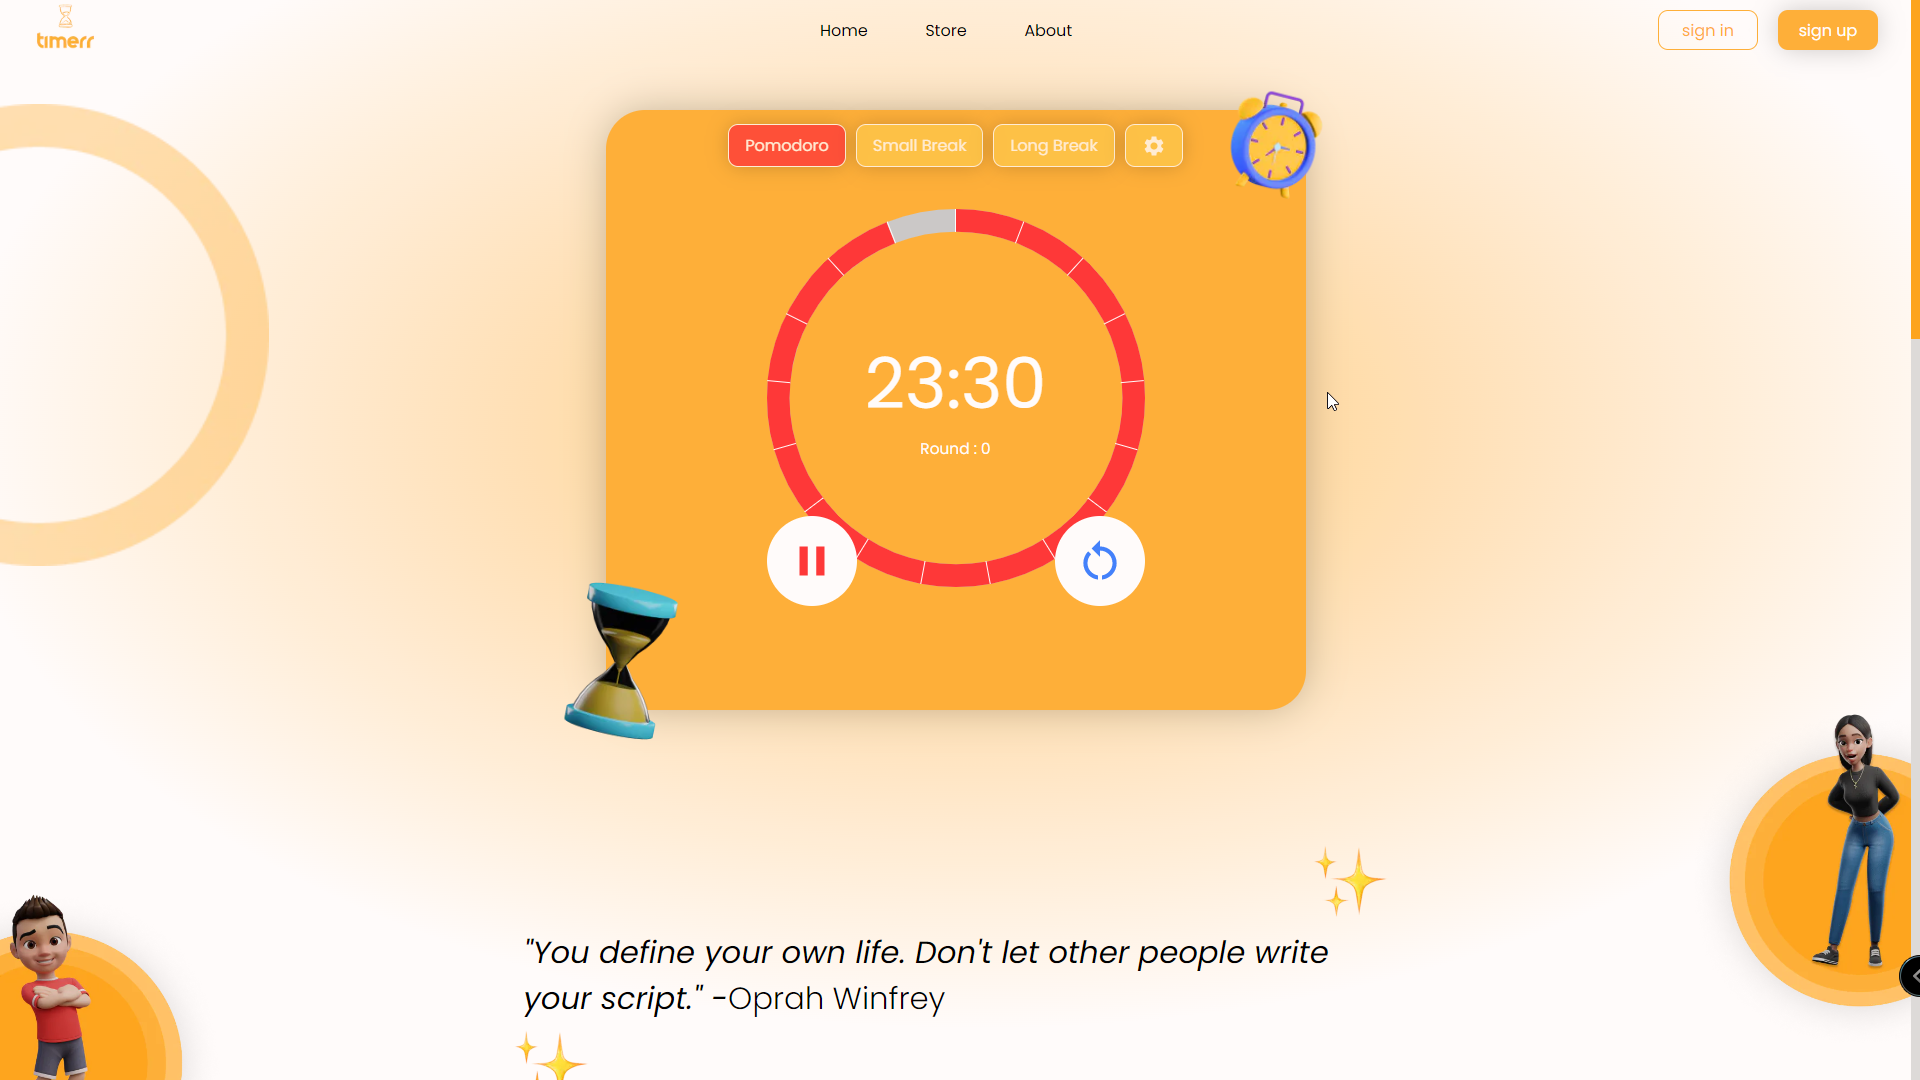 timerr
Home
Store
About
sign in
sign up
Pomodoro
Small Break
Long Break
23:30
Round : 0
"You define your own life. Don't let other people write
your script." -Oprah Winfrey